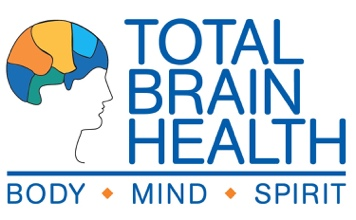 TOTAL
BRAIN
HEALTH
BODY ◆ MIND ◆ SPIRIT